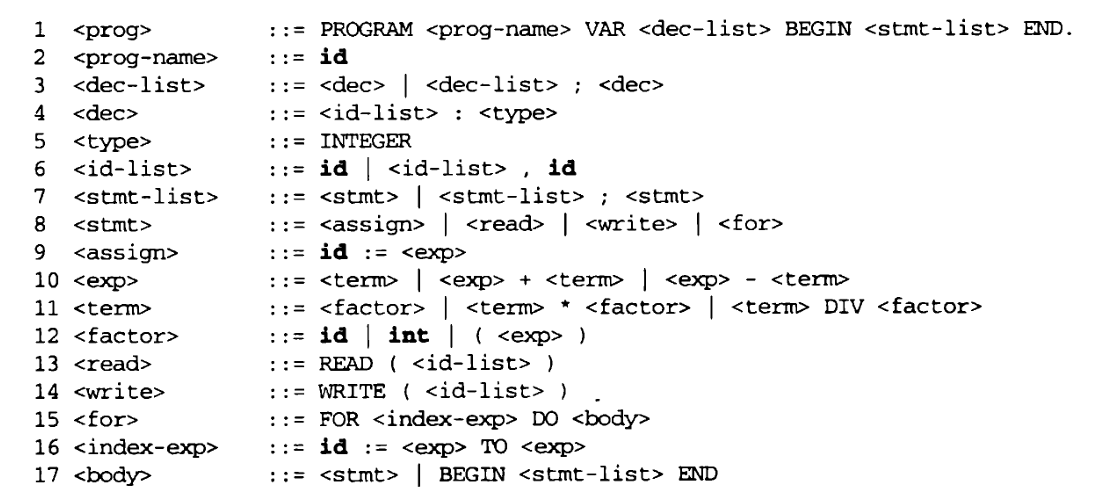 1 <prog> ::= PROGRAM <prog-name> VAR <dec-list> BEGIN <stmt-list> END.
2 <prog-name> ::= id
3 <dec-list> ::= <dec> | <dec-list> ; <dec>
4 <dec> ::= <id-list> : <type>
5 <type> ::= INTEGER
6 <id-list> ::= id | <id-list> , id
7 <stmt-list> ::= <stmt> | <stmt-list> ; <stmt>
8 <stmt> ::= <assign> | <read> | <write> | <for>
9 <assign> ::= id := <exp>
10 <exp> ::= <term> | <exp> + <term> | <exp> - <term>
11 <term> ::= <factor> | <term> * <factor> | <term> DIV <factor>
12 <factor> ::= id | int | ( <exp> )
13 <read> ::= READ ( <id-list> )
14 <write> ::= WRITE ( <id-list> )
15 <for> ::= FOR <index-exp> DO <body>
16 <index-exp> ::= id := <exp> TO <exp>
17 <body> ::= <stmt> | BEGIN <stmt-list> END